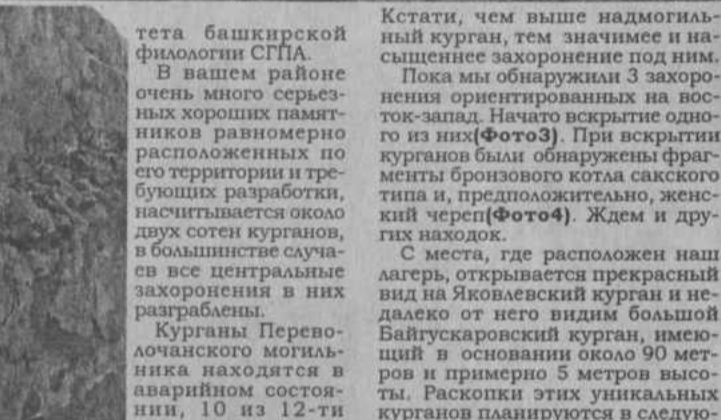 тета башкирской
филологии СГПА.
В вашем районе
очень много серьез-
ных хороших памят-
ников равномерно
расположенных по
его территории и тре-
бующих разработки,
насчитывается около
двух сотен курганов,
в большинстве случа-
ев все центральные
захоронения в них
разграблены.
Курганы Перево-
лочанского могиль-
ника находятся в
аварийном состоя-
нии, 10 из 12-ти
Кстати, чем выше надмогиль-
ный курган, тем значимее и на-
сыщеннее захоронение под ним.
Пока мы обнаружили 3 захоро-
нения ориентированных на вос-
ток-запад. Начато вскрытие одно-
го из них(Фото3). При вскрытии
курганов были обнаружены фраг-
менты бронзового котла сакского
типа и, предположительно, женс-
кий череп(Фото4). Ждем и дру-
гих находок.
С места, где расположен наш
лагерь, открывается прекрасный
вид на Яковлевский курган и не-
далеко от него видим большой
Байгускаровский курган, имею-
щий в основании около 90 мет-
ров и примерно 5 метров высо-
ты. Раскопки этих уникальных
курганов планируются в следую-